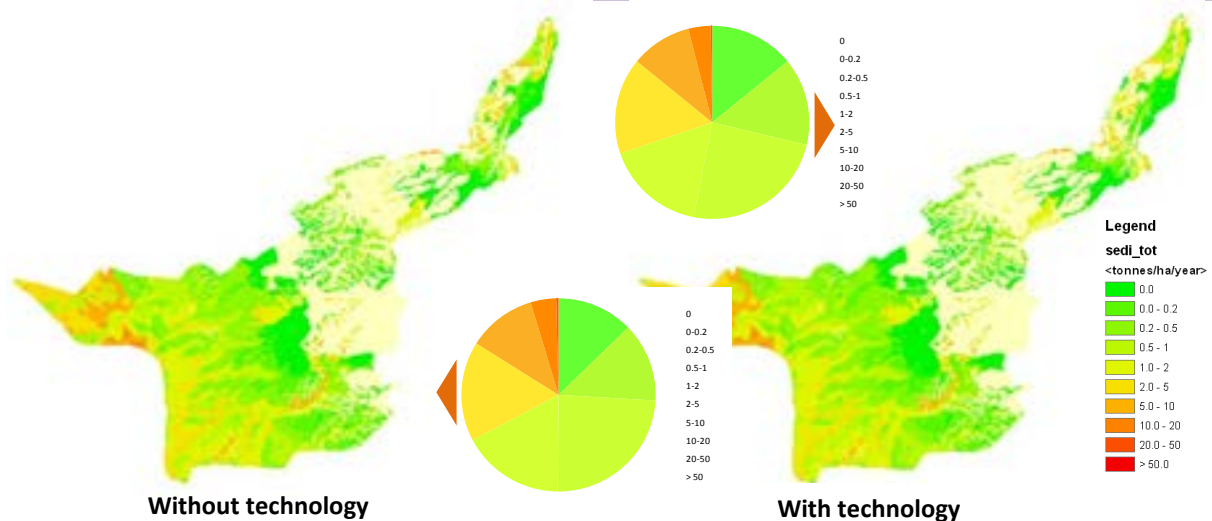 0
0-0.2
0.2-0.5
0.5-1
1-2
2-5
5-10
10-20
20-50
> 50
Legend
sedi_tot
<tonnes/ha/year>
0.0
0.0 - 0.2
0.2 - 0.5
0.5 - 1
1.0 - 2
2.0 - 5
5.0 - 10
10.0 - 20
20.0 - 50
> 50.0
0
0-0.2
0.2-0.5
0.5-1
1-2
2-5
5-10
10-20
20-50
> 50
Without technology
With technology